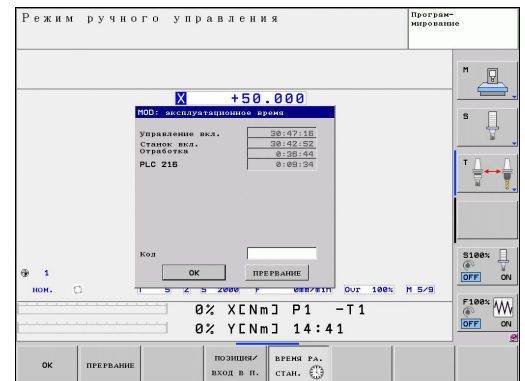 Режим ручного управления
Програм-
мирование
X +50.000
MOD: эксплуатационное время
Управление вкл. 30:47:16
Станок вкл. 30:42:52
Отработка 0:36:44
PLC 216 0:09:34
Код
OK ПРЕРВАНИЕ
1
НОМ. T 5 Z S 2000 F 0mm/min Ovr 100% M 5/9
0% X[Nm] P1 -T1
0% Y[Nm] 14:41
M
S
T
S100%
OFF ON
F100%
OFF ON
OK
ПРЕРВАНИЕ
ПОЗИЦИЯ/
ВХОД В П.
ВРЕМЯ РА.
СТАН.